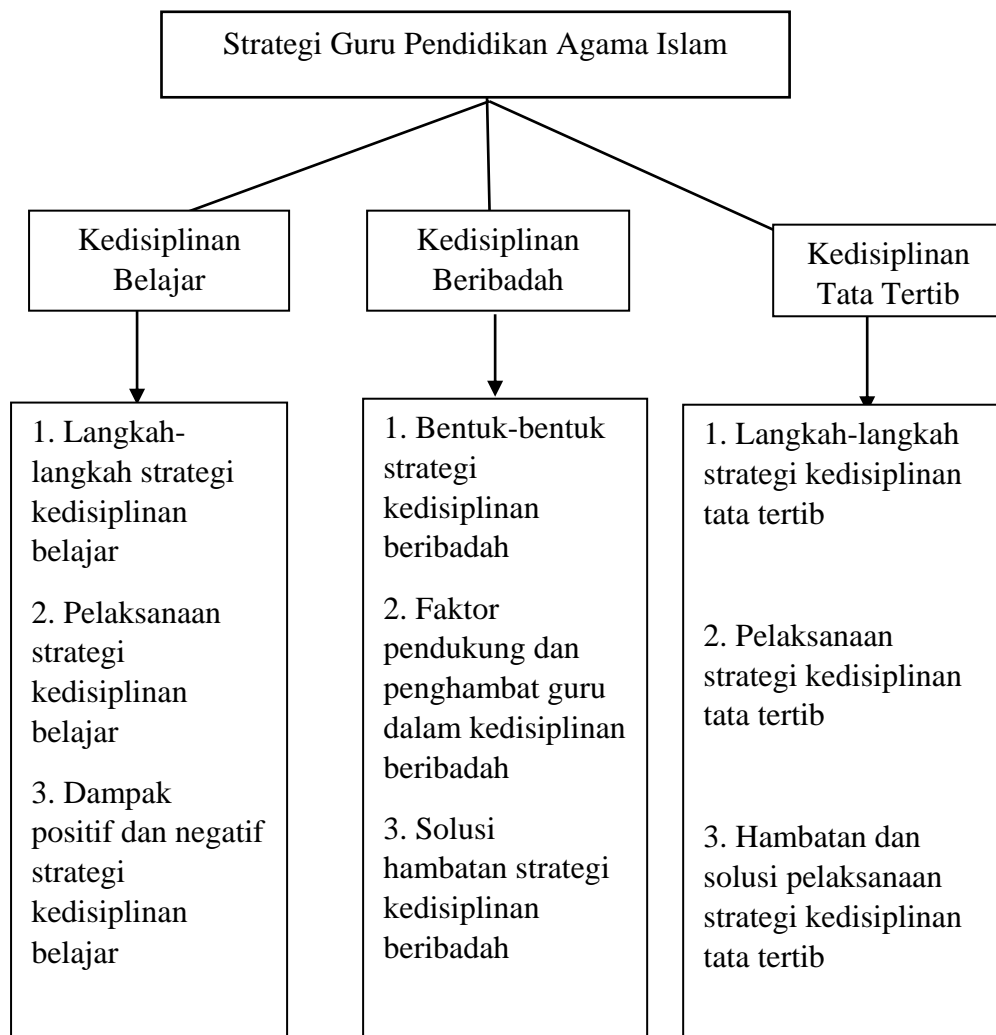 Strategi Guru Pendidikan Agama Islam
Kedisiplinan
Belajar
Kedisiplinan
Beribadah
Kedisiplinan
Tata Tertib
1. Langkah-
langkah strategi
kedisiplinan
belajar
2. Pelaksanaan
strategi
kedisiplinan
belajar
3. Dampak
positif dan negatif
strategi
kedisiplinan
belajar
1. Bentuk-bentuk
strategi
kedisiplinan
beribadah
2. Faktor
pendukung dan
penghambat guru
dalam kedisiplinan
beribadah
3. Solusi
hambatan strategi
kedisiplinan
beribadah
1. Langkah-langkah
strategi kedisiplinan
tata tertib
2. Pelaksanaan
strategi kedisiplinan
tata tertib
3. Hambatan dan
solusi pelaksanaan
strategi kedisiplinan
tata tertib